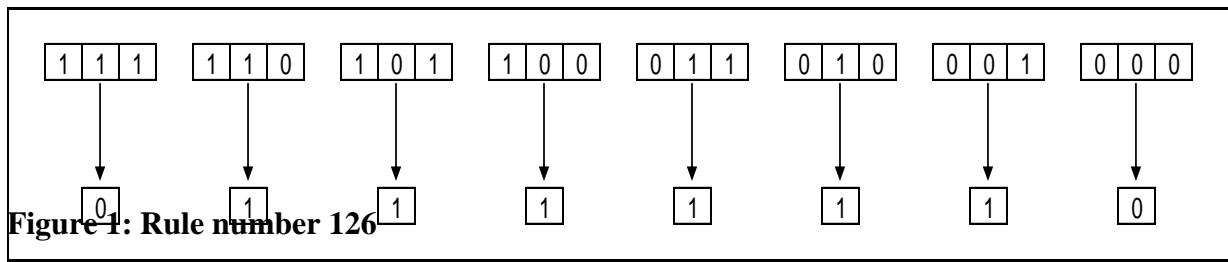 1 1 1 1 1 0 1 0 1 1 0 0 0 1 1 0 1 0 0 0 1 0 0 0
0 1 1 1 1 1 1 0
Figure 1: Rule number 126